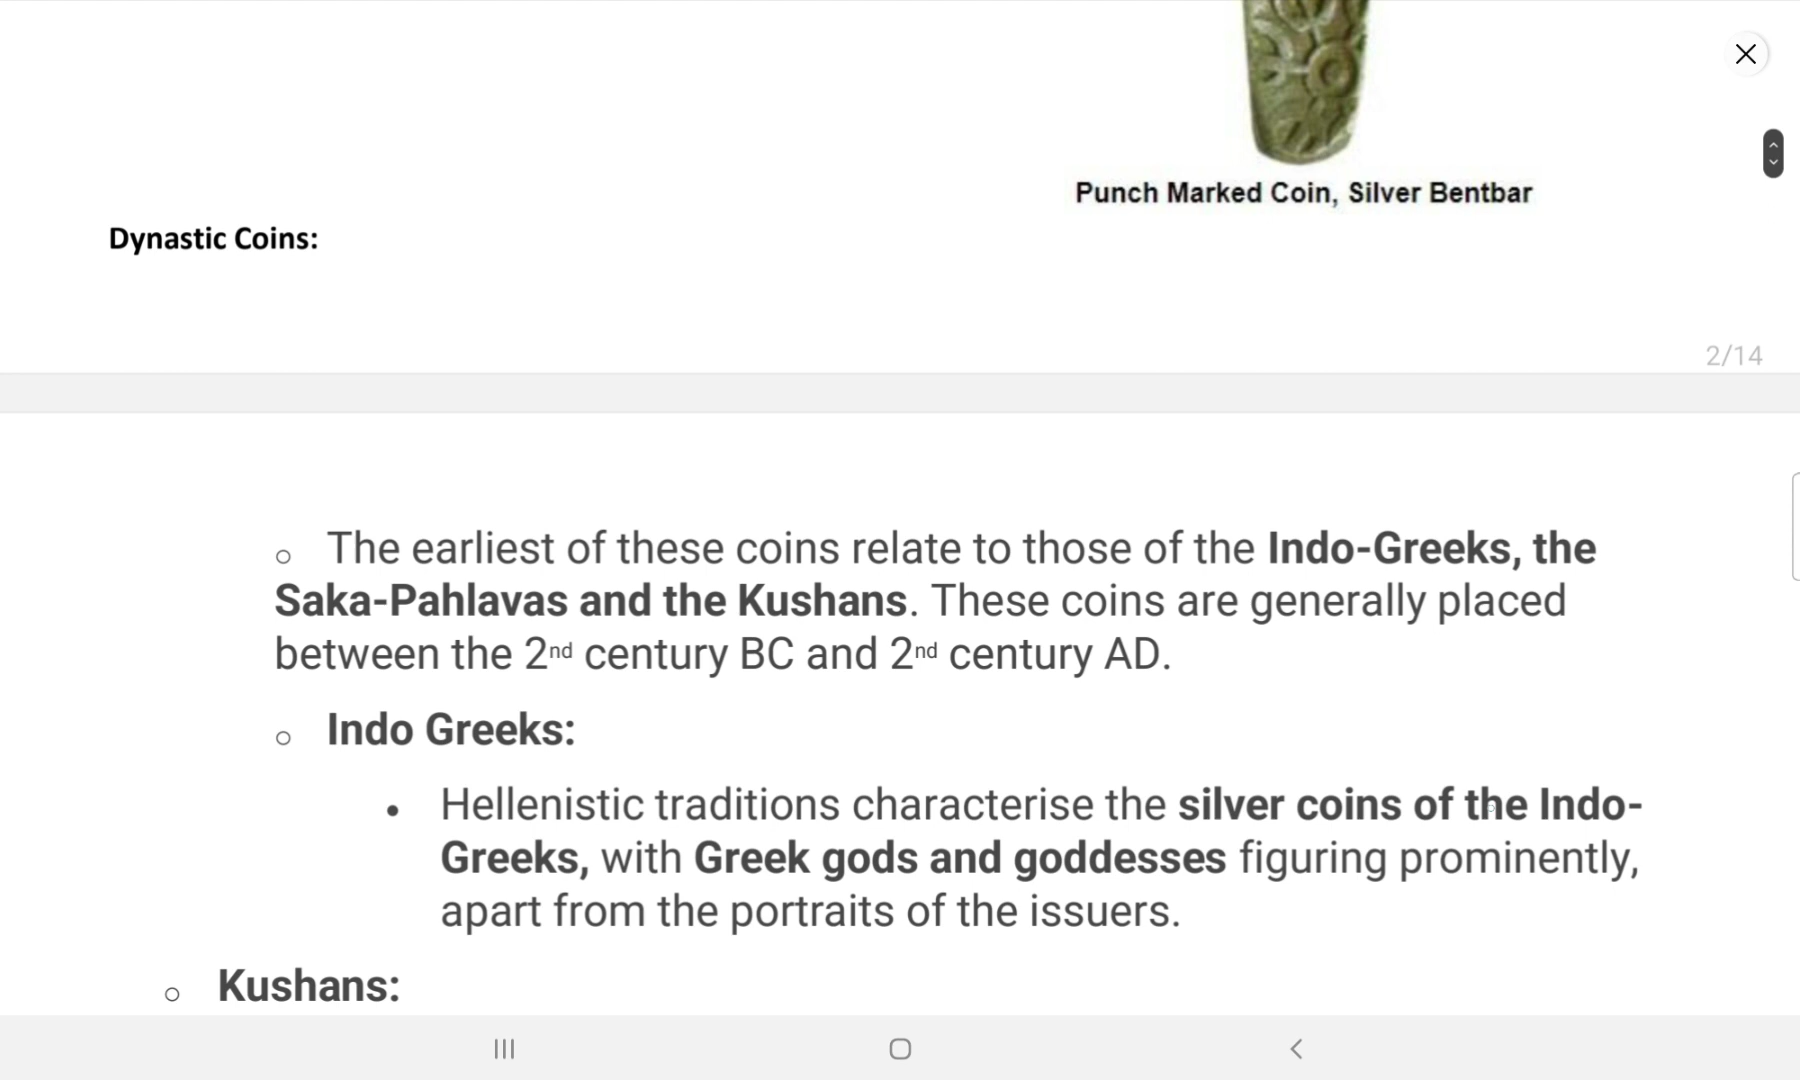 Punch Marked Coin, Silver Bentbar
Dynastic Coins:
2/14
The earliest of these coins relate to those of the Indo-Greeks, the
Saka-Pahlavas and the Kushans. These coins are generally placed
between the 2nd century BC and 2nd century AD.
Indo Greeks:
Hellenistic traditions characterise the silver coins of the Indo-
Greeks, with Greek gods and goddesses figuring prominently,
apart from the portraits of the issuers.
Kushans: